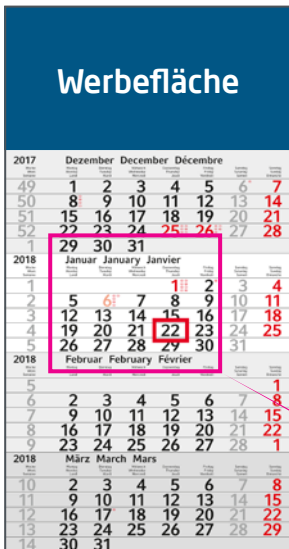 Werbefläche
2017 Dezember December Décembre
49 1 2 3 4 5 6 7
50 8 9 10 11 12 13 14
51 15 16 17 18 19 20 21
52 22 23 24 25 26 27 28
1 29 30 31
2018 Januar January Janvier
1 1 2 3 4
2 5 6 7 8 9 10 11
3 12 13 14 15 16 17 18
4 19 20 21 22 23 24 25
5 26 27 28 29 30 31
2018 Februar February Février
5 1
6 2 3 4 5 6 7 8
7 9 10 11 12 13 14 15
8 16 17 18 19 20 21 22
9 23 24 25 26 27 28 1
2018 März March Mars
10 2 3 4 5 6 7 8
11 9 10 11 12 13 14 15
12 16 17 18 19 20 21 22
13 23 24 25 26 27 28 29
14 30 31